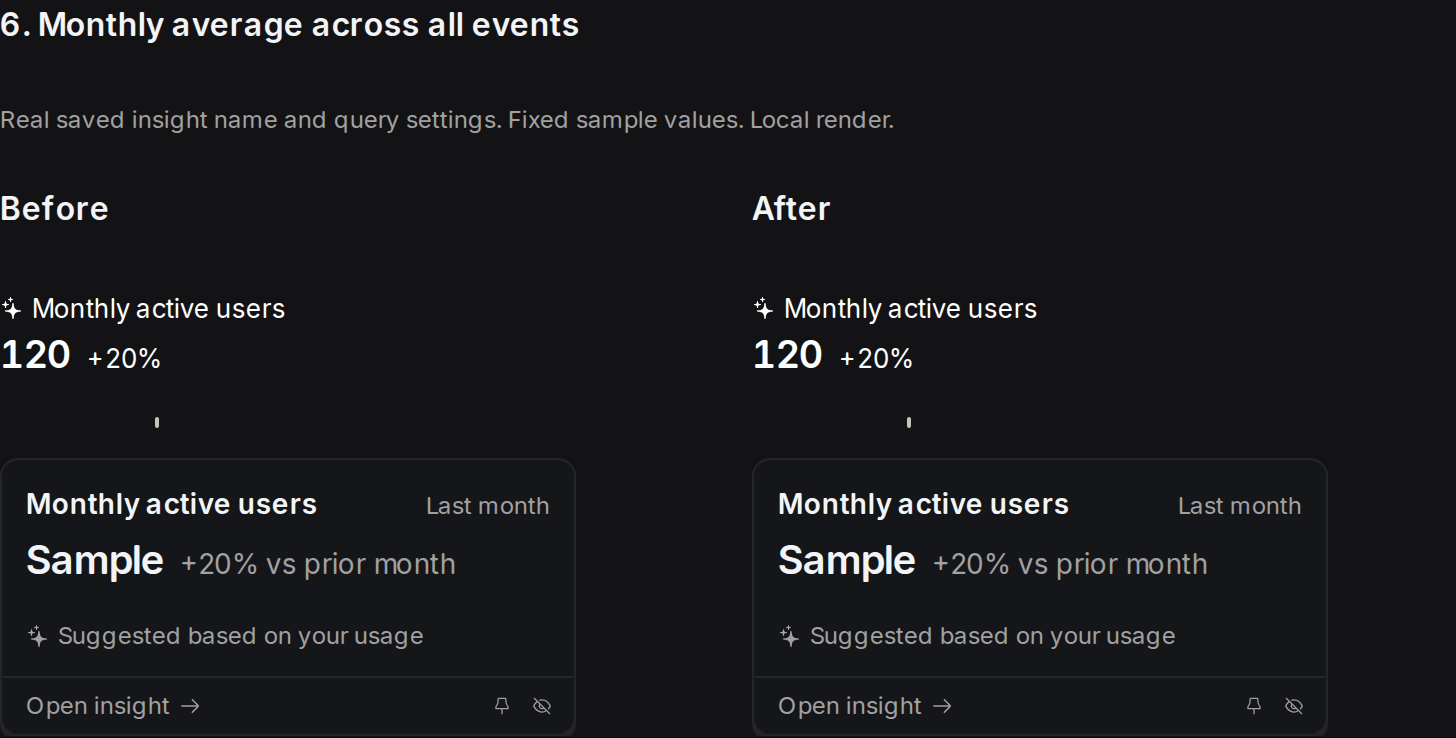 6. Monthly average across all events
Real saved insight name and query settings. Fixed sample values. Local render.
Before
After
Monthly active users
120 +20%
Monthly active users
120 +20%
Monthly active users Last month
Sample +20% vs prior month
Suggested based on your usage
Open insight →
Monthly active users Last month
Sample +20% vs prior month
Suggested based on your usage
Open insight →